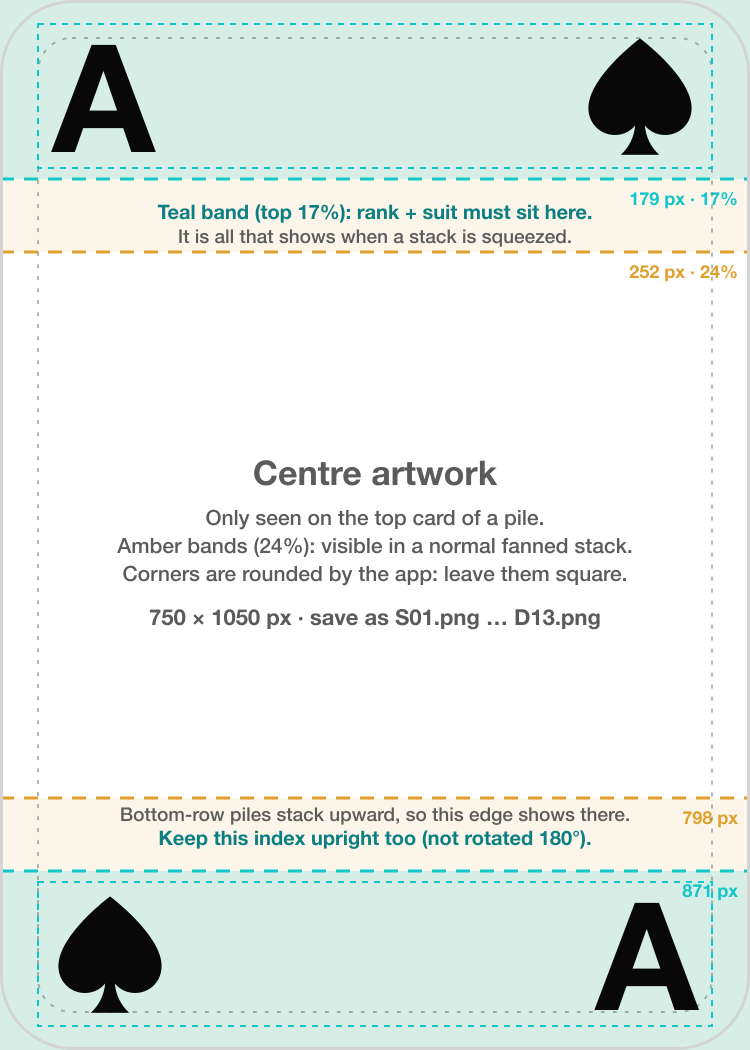 A
179 px · 17%
Teal band (top 17%): rank + suit must sit here.
It is all that shows when a stack is squeezed.
252 px · 24%
Centre artwork
Only seen on the top card of a pile.
Amber bands (24%): visible in a normal fanned stack.
Corners are rounded by the app: leave them square.
750 × 1050 px · save as S01.png … D13.png
Bottom-row piles stack upward, so this edge shows there.
798 px
Keep this index upright too (not rotated 180°).
871 px
A